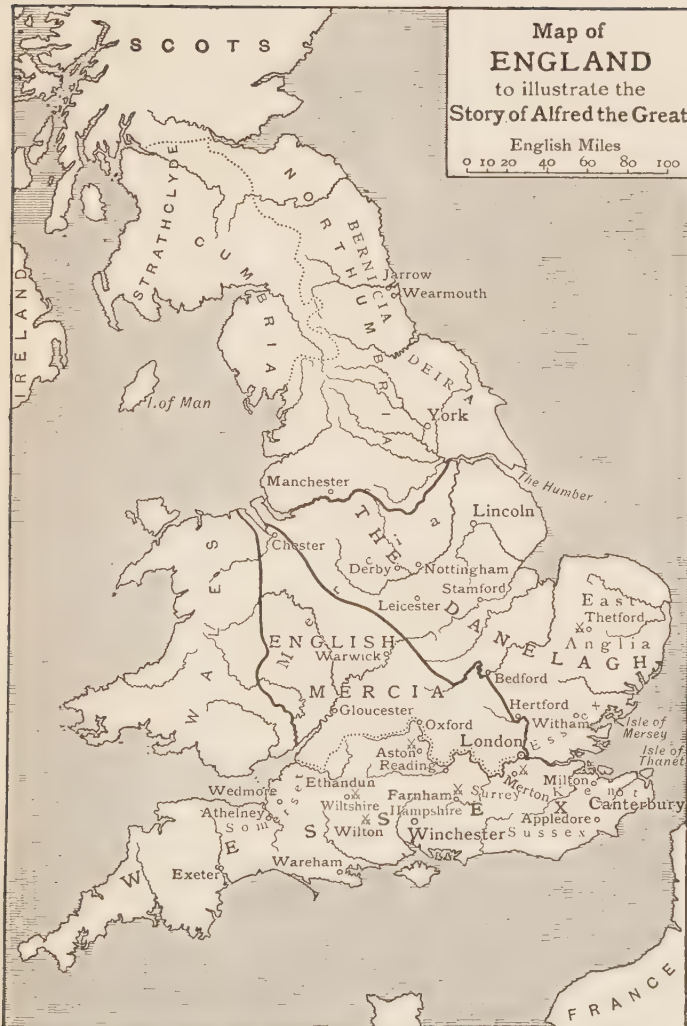 Map of
ENGLAND
to illustrate the
Story of Alfred the Great
English Miles
0 10 20 40 60 80 100
SCOTS
STRATHCLYDE
NORTHUMBRIA
BERNICIA
CUMBRIA
Jarrow
Wearmouth
IRELAND
DEIRA
I. of Man
York
The Humber
Manchester
Lincoln
Chester
THE
Derby
Nottingham
Stamford
Leicester
DANELAGH
East
Thetford
Anglia
WALES
Mercia
ENGLISH
Warwick
MERCIA
Bedford
Gloucester
Hertford
Witham
Essex
Isle of
Mersey
Oxford
London
Isle of
Thanet
Aston
Reading
Wedmore
Ethandun
Farnham
Surrey
Merton
Milton
Kent
Canterbury
Athelney
Somerset
Wiltshire
Hampshire
Appledore
Wilton
Winchester
Sussex
WESSEX
Exeter
Wareham
FRANCE